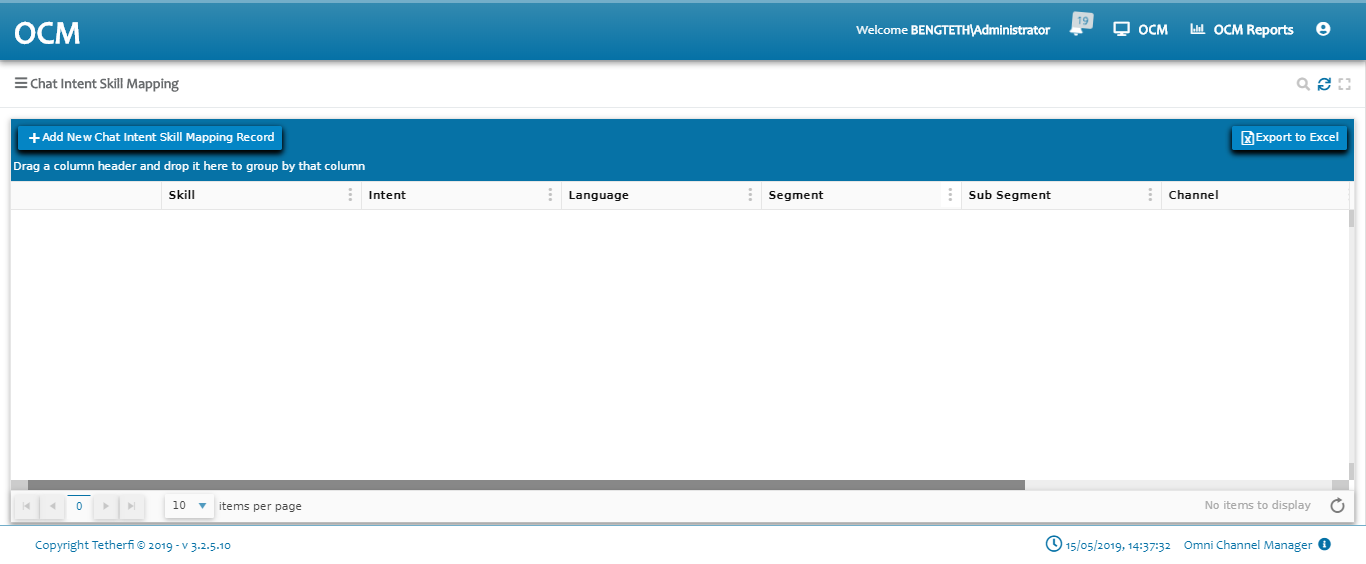 OCM
Welcome BENGTETH\Administrator
19
OCM
OCM Reports
Chat Intent Skill Mapping
Add New Chat Intent Skill Mapping Record
Export to Excel
Drag a column header and drop it here to group by that column
Skill Intent Language Segment Sub Segment Channel
0 10 items per page No items to display
Copyright Tetherfi © 2019 - v 3.2.5.10 15/05/2019, 14:37:32 Omni Channel Manager